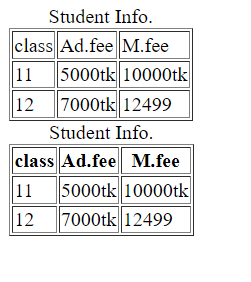 Student Info.
class Ad.fee M.fee
11 5000tk 10000tk
12 7000tk 12499
Student Info.
class Ad.fee M.fee
11 5000tk 10000tk
12 7000tk 12499